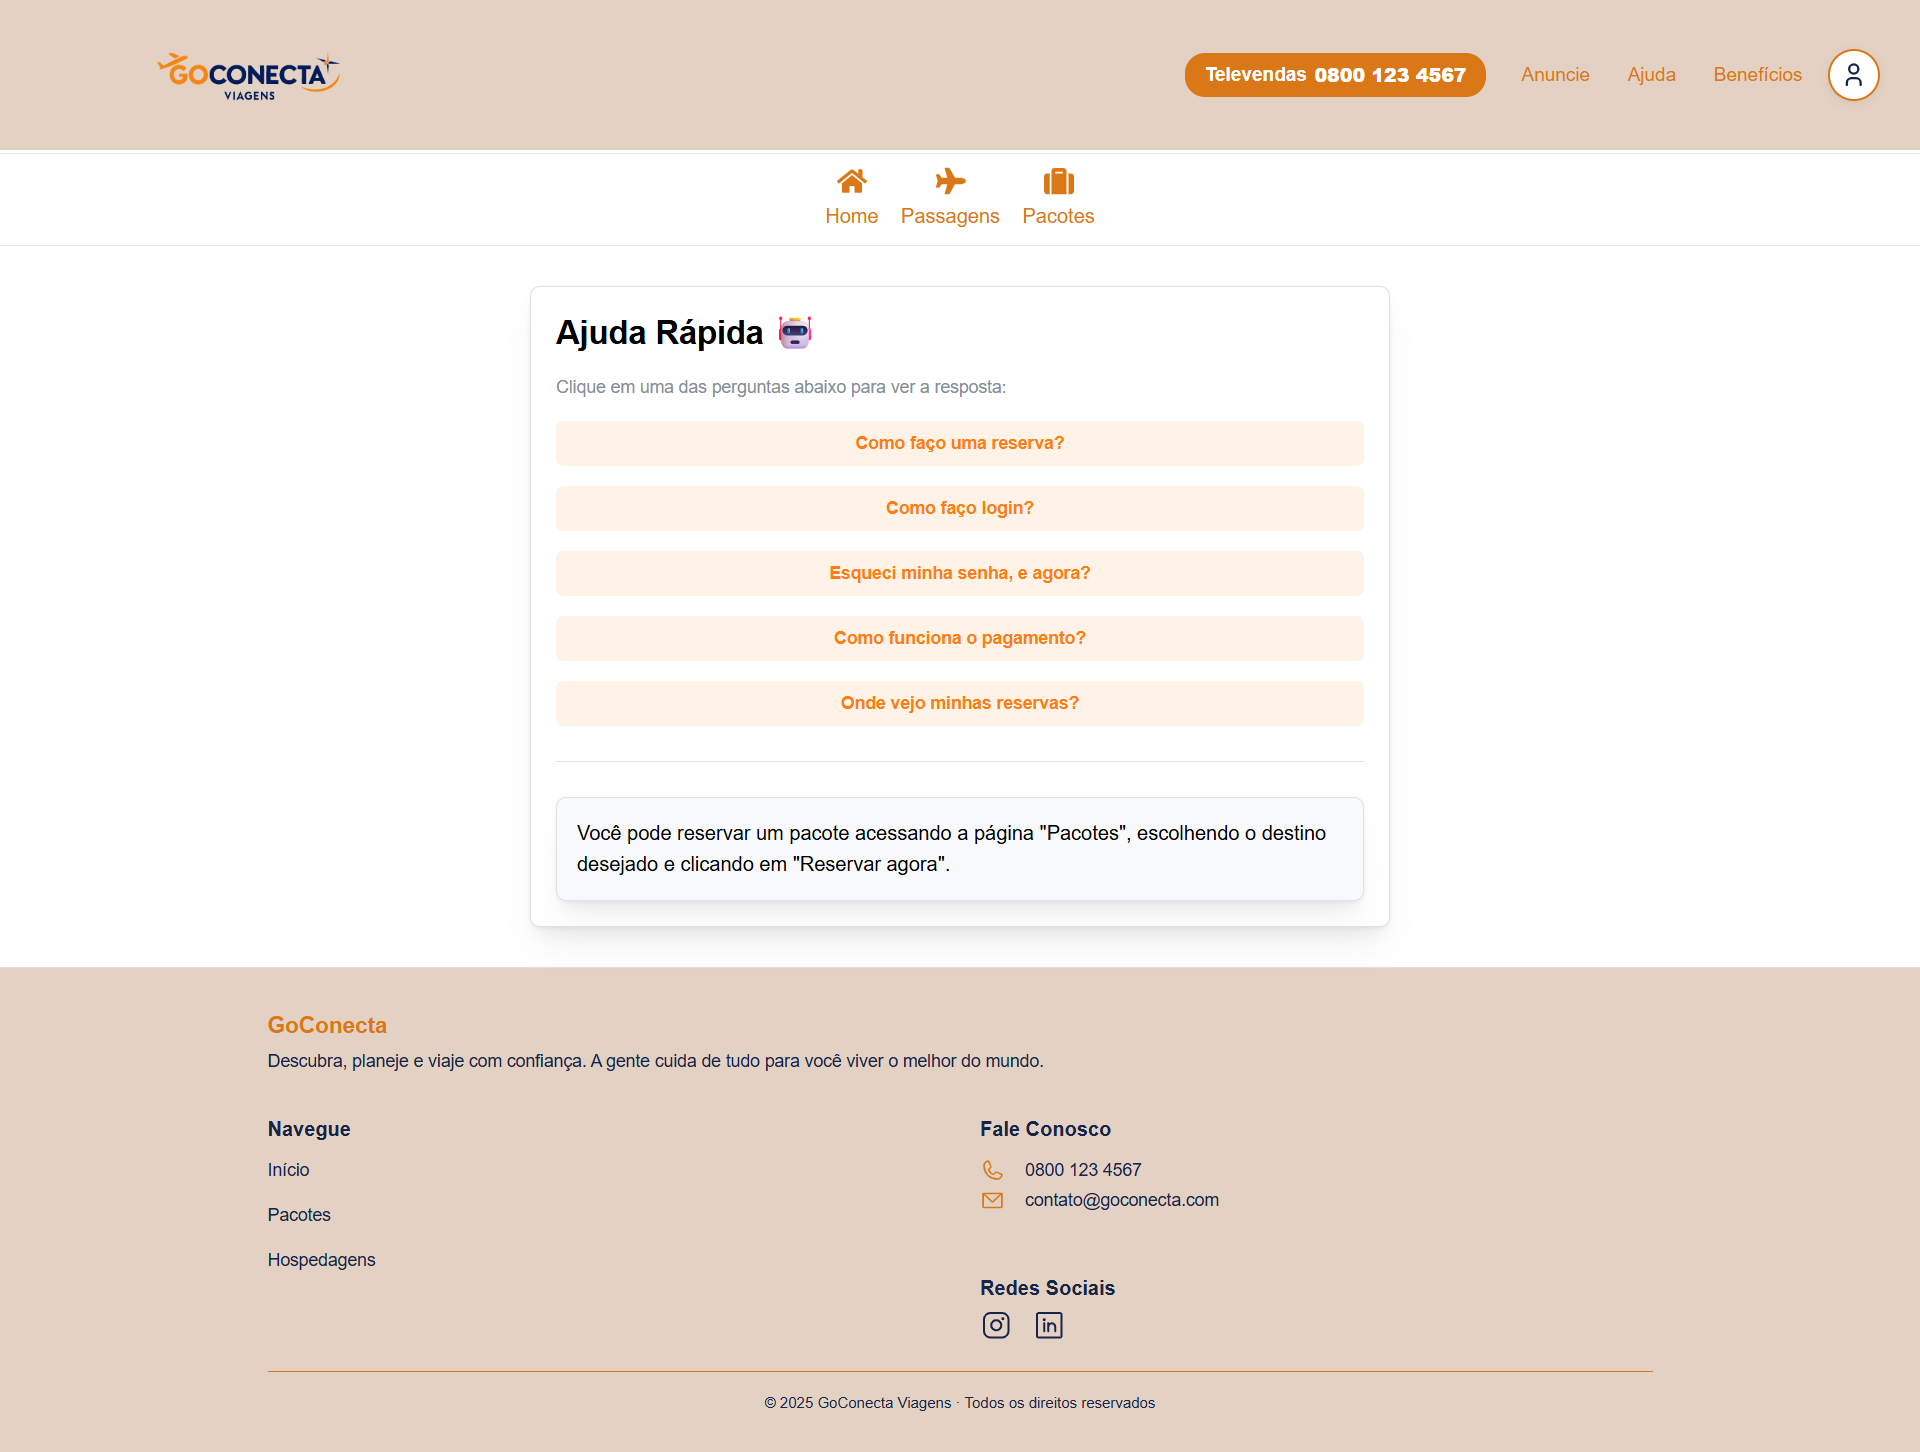 GOCONECTA
VIAGENS
Televendas 0800 123 4567
Anuncie
Ajuda
Benefícios
Home
Passagens
Pacotes
Ajuda Rápida
Clique em uma das perguntas abaixo para ver a resposta:
Como faço uma reserva?
Como faço login?
Esqueci minha senha, e agora?
Como funciona o pagamento?
Onde vejo minhas reservas?
Você pode reservar um pacote acessando a página "Pacotes", escolhendo o destino
desejado e clicando em "Reservar agora".
GoConecta
Descubra, planeje e viaje com confiança. A gente cuida de tudo para você viver o melhor do mundo.
Navegue
Início
Pacotes
Hospedagens
Fale Conosco
0800 123 4567
contato@goconecta.com
Redes Sociais
in
© 2025 GoConecta Viagens · Todos os direitos reservados